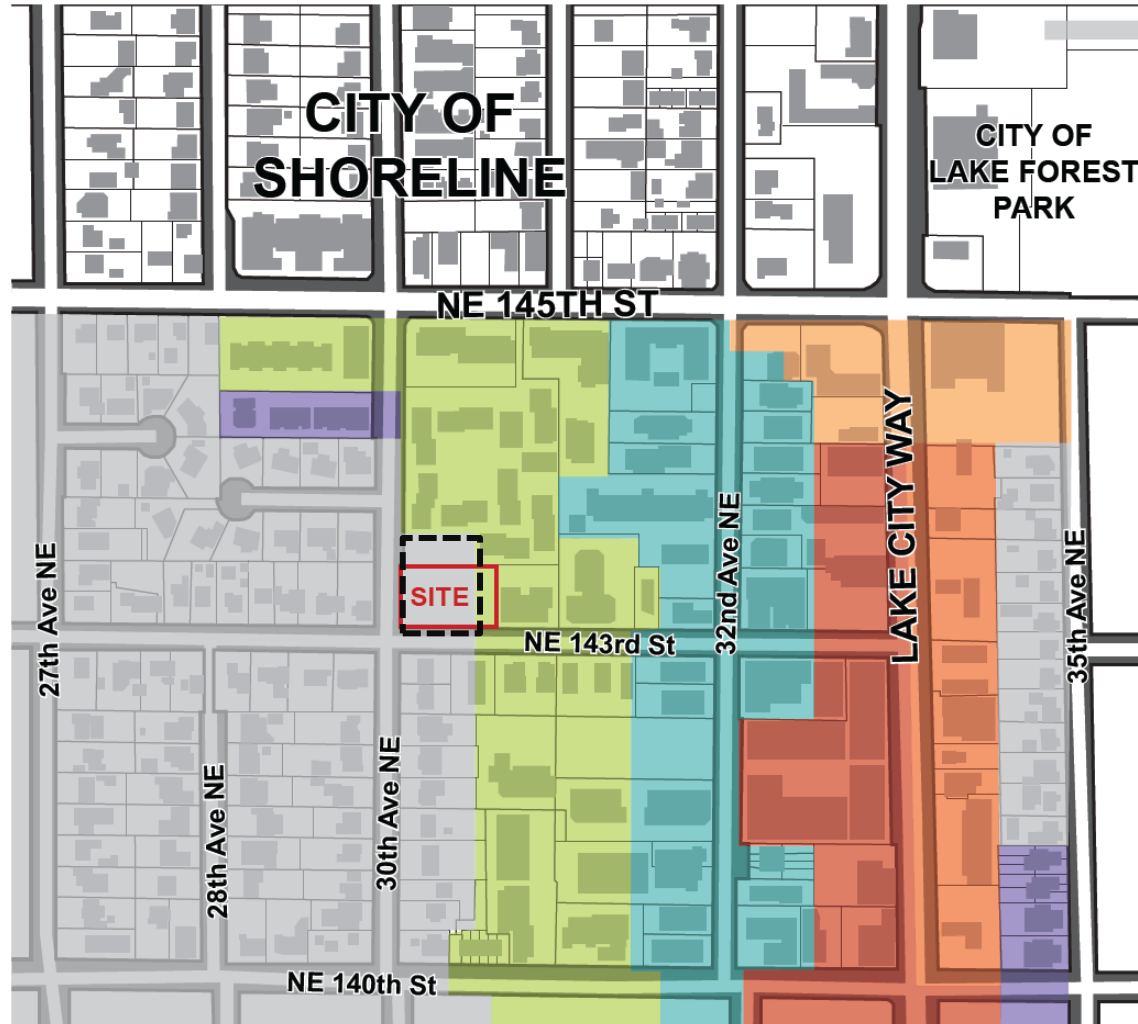 CITY OF
SHORELINE
CITY OF
LAKE FOREST
PARK
NE 145TH ST
LAKE CITY WAY
32nd Ave NE
35th Ave NE
27th Ave NE
SITE
NE 143rd St
30th Ave NE
28th Ave NE
NE 140th St